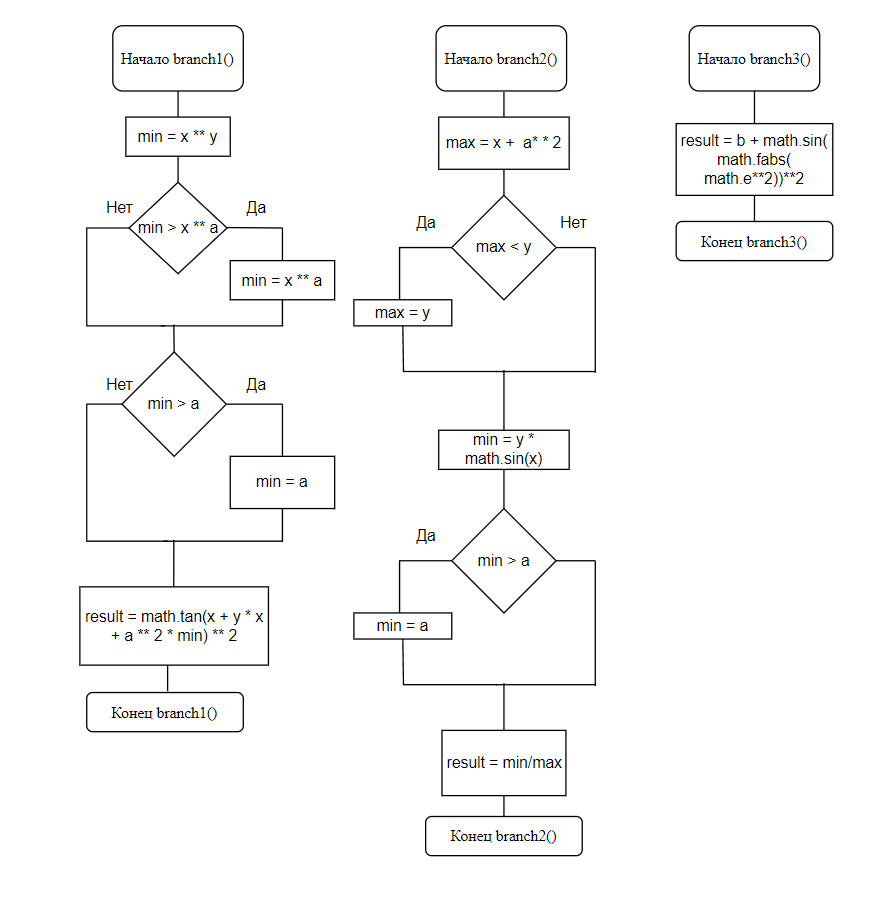 Начало branch1()
min = x ** y
Нет
Да
min > x ** a
min = x ** a
Нет
Да
min > a
min = a
result = math.tan(x + y * x
+ a ** 2 * min) ** 2
Конец branch1()
Начало branch2()
max = x + a* * 2
Да
Нет
max < y
max = y
min = y *
math.sin(x)
Да
min > a
min = a
result = min/max
Конец branch2()
Начало branch3()
result = b + math.sin(
math.fabs(
math.e**2))**2
Конец branch3()